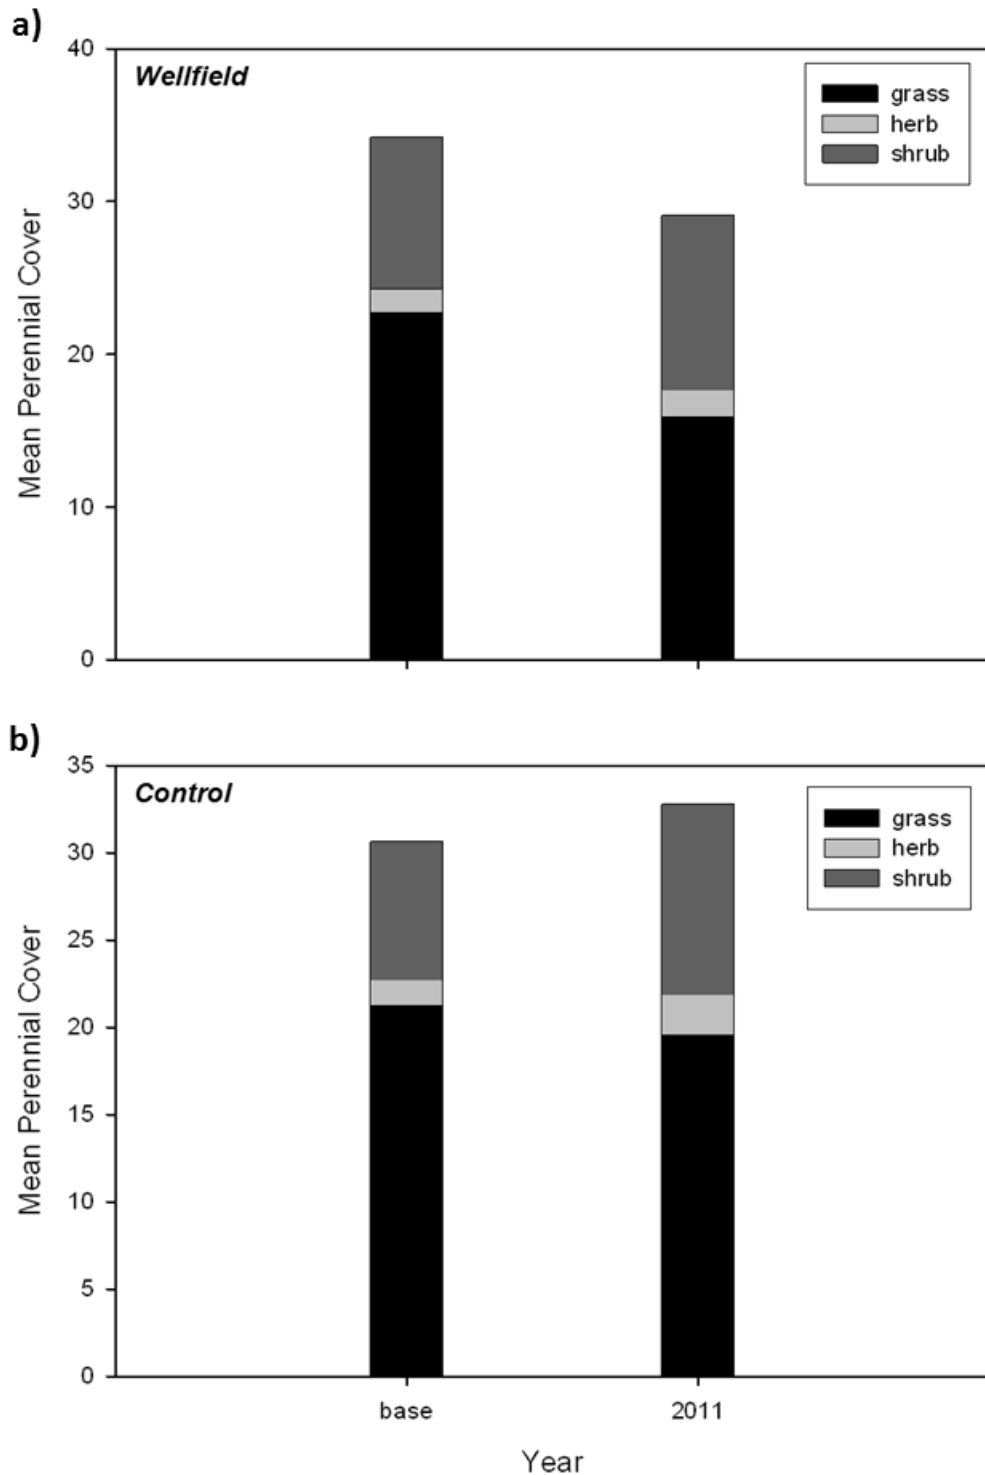 a)
40
Wellfield
grass
herb
shrub
30
20
10
0
Mean Perennial Cover
b)
35
Control
grass
herb
shrub
30
25
20
15
10
5
0
Mean Perennial Cover
base
2011
Year